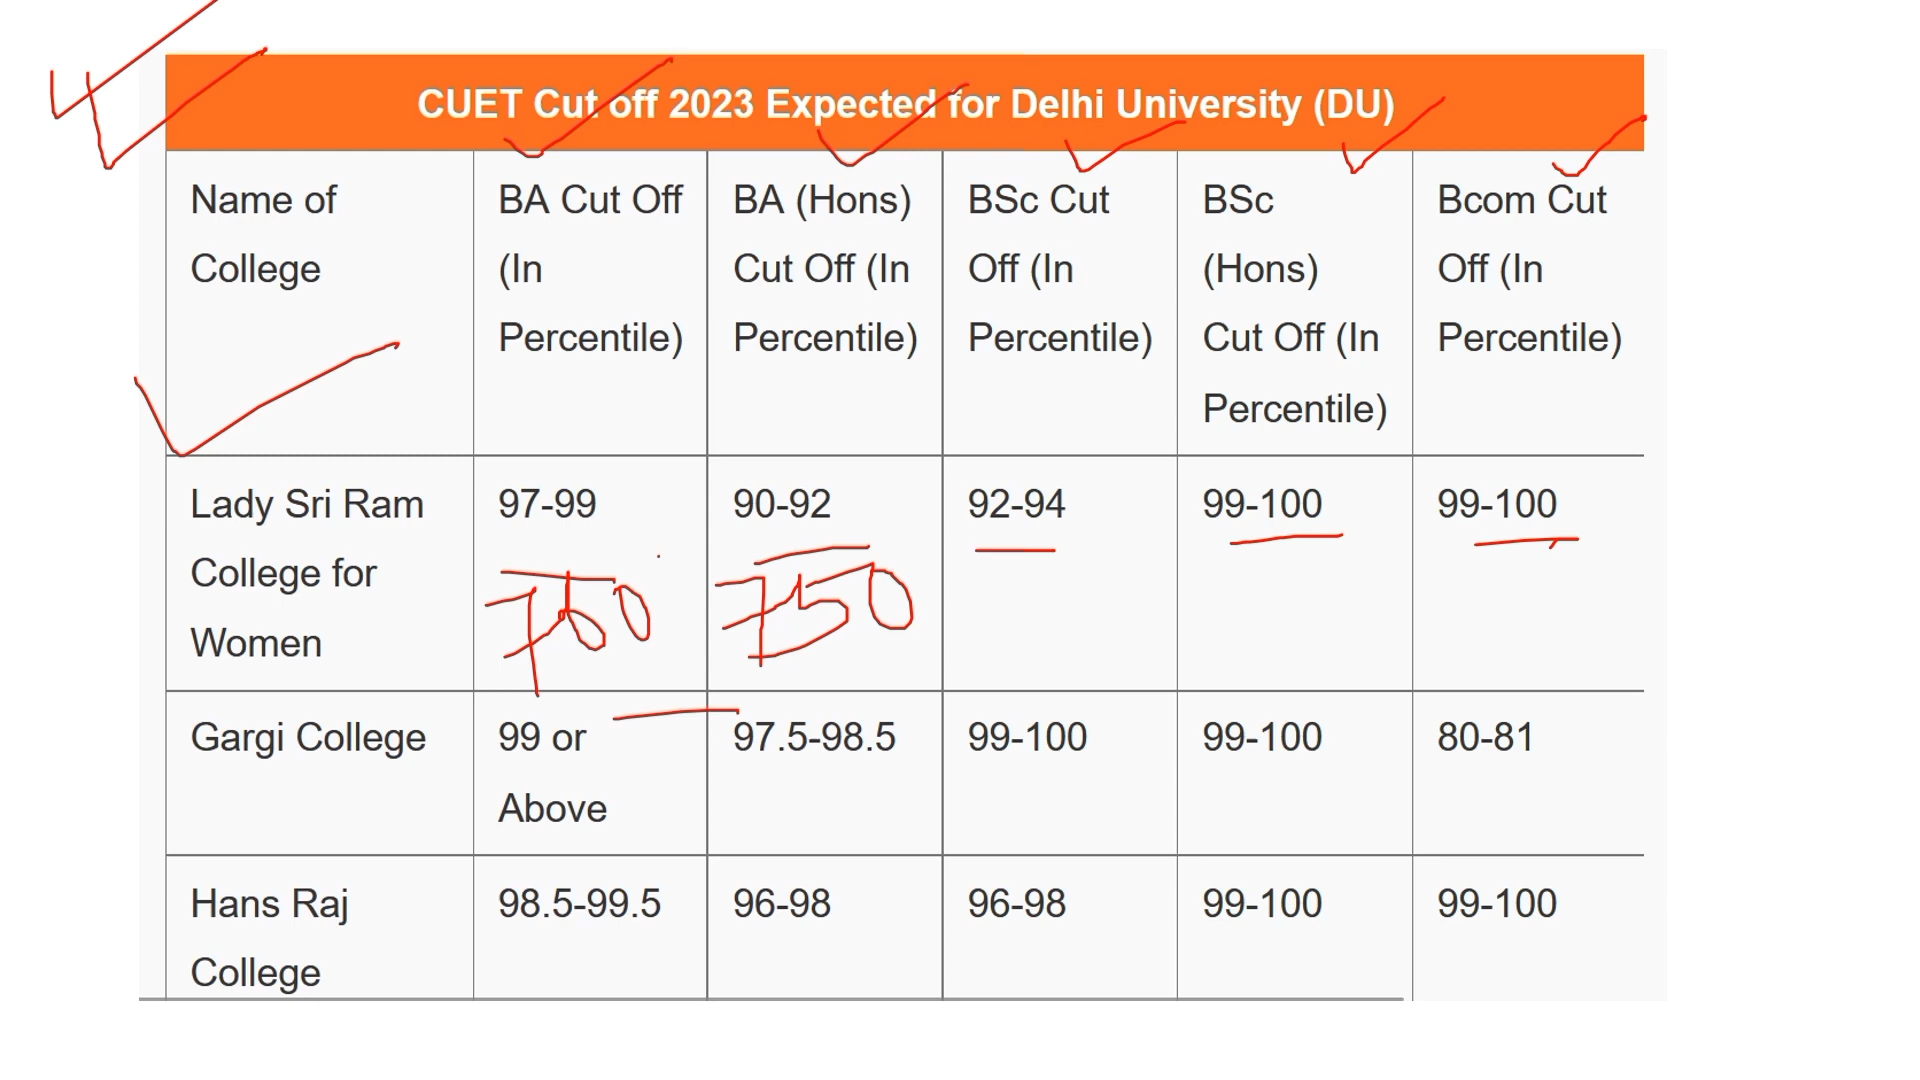 CUET Cut off 2023 Expected for Delhi University (DU)
Name of
College
BA Cut Off
(In
Percentile)
BA (Hons)
Cut Off (In
Percentile)
BSc Cut
Off (In
Percentile)
BSc
(Hons)
Cut Off (In
Percentile)
Bcom Cut
Off (In
Percentile)
Lady Sri Ram
College for
Women
97-99
760
90-92
750
92-94
99-100
99-100
Gargi College
99 or
Above
97.5-98.5
99-100
99-100
80-81
Hans Raj
College
98.5-99.5
96-98
96-98
99-100
99-100